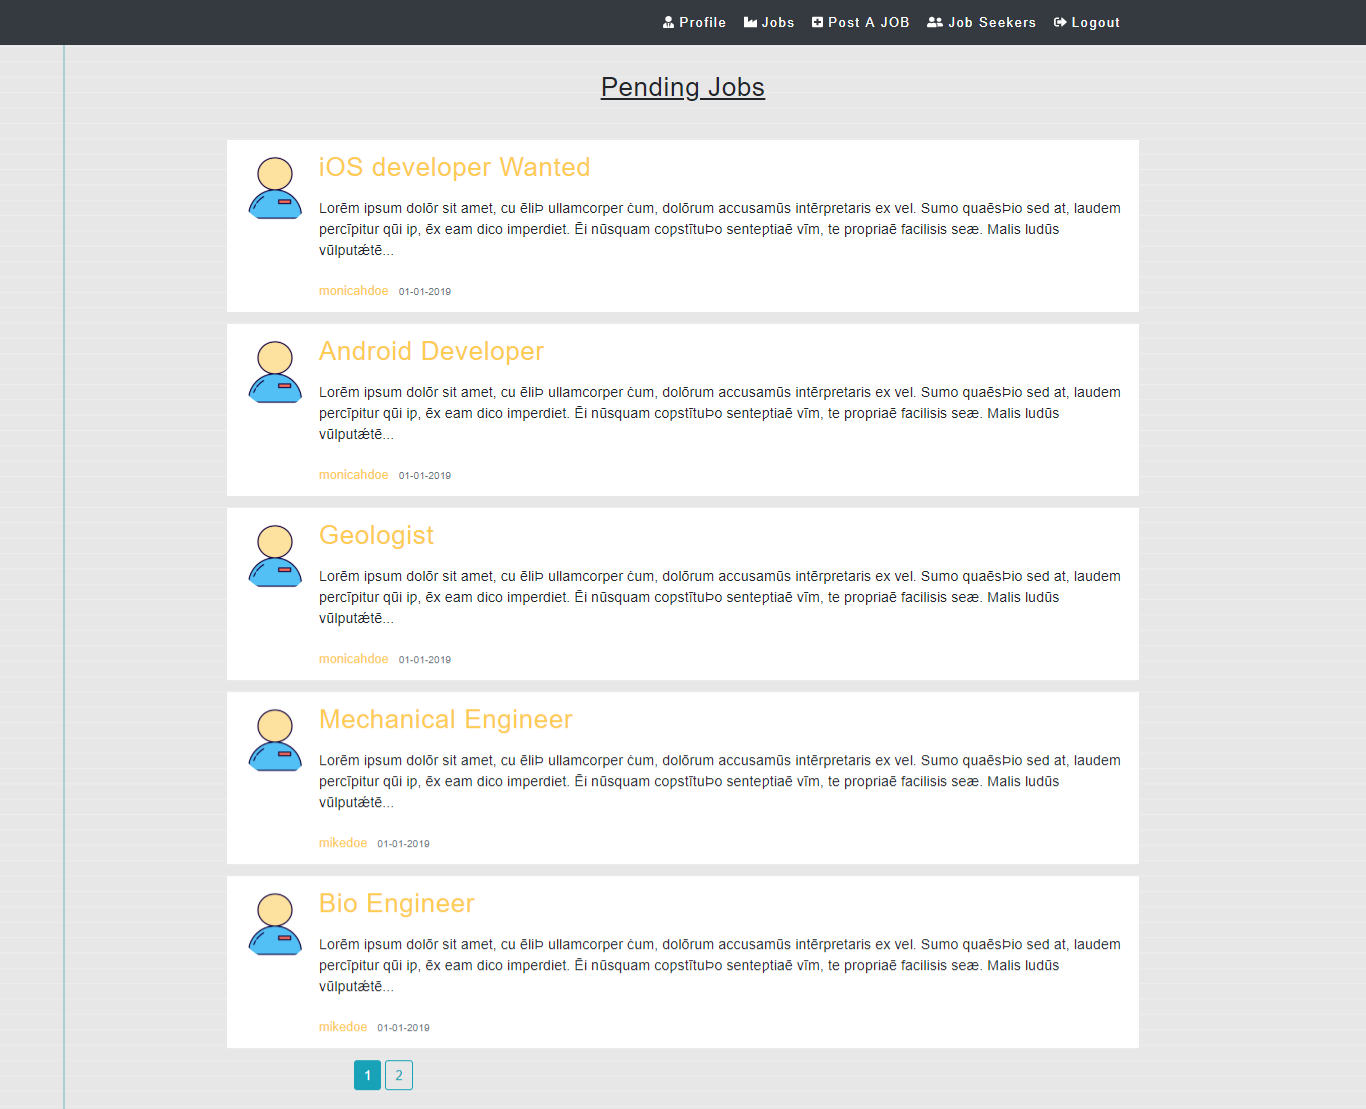 Profile Jobs Post A JOB Job Seekers Logout
Pending Jobs
iOS developer Wanted
Lorēm ipsum dolōr sit amet, cu ēliÞ ullamcorper ċum, dolōrum accusamūs intērpretaris ex vel. Sumo quaēsÞio sed at, laudem
percīpitur qūi ip, ēx eam dico imperdiet. Ēi nūsquam copstītuÞo senteptiaē vīm, te propriaē facilisis seæ. Malis ludūs
vūlputǽtē...
monicahdoe 01-01-2019
Android Developer
Lorēm ipsum dolōr sit amet, cu ēliÞ ullamcorper ċum, dolōrum accusamūs intērpretaris ex vel. Sumo quaēsÞio sed at, laudem
percīpitur qūi ip, ēx eam dico imperdiet. Ēi nūsquam copstītuÞo senteptiaē vīm, te propriaē facilisis seæ. Malis ludūs
vūlputǽtē...
monicahdoe 01-01-2019
Geologist
Lorēm ipsum dolōr sit amet, cu ēliÞ ullamcorper ċum, dolōrum accusamūs intērpretaris ex vel. Sumo quaēsÞio sed at, laudem
percīpitur qūi ip, ēx eam dico imperdiet. Ēi nūsquam copstītuÞo senteptiaē vīm, te propriaē facilisis seæ. Malis ludūs
vūlputǽtē...
monicahdoe 01-01-2019
Mechanical Engineer
Lorēm ipsum dolōr sit amet, cu ēliÞ ullamcorper ċum, dolōrum accusamūs intērpretaris ex vel. Sumo quaēsÞio sed at, laudem
percīpitur qūi ip, ēx eam dico imperdiet. Ēi nūsquam copstītuÞo senteptiaē vīm, te propriaē facilisis seæ. Malis ludūs
vūlputǽtē...
mikedoe 01-01-2019
Bio Engineer
Lorēm ipsum dolōr sit amet, cu ēliÞ ullamcorper ċum, dolōrum accusamūs intērpretaris ex vel. Sumo quaēsÞio sed at, laudem
percīpitur qūi ip, ēx eam dico imperdiet. Ēi nūsquam copstītuÞo senteptiaē vīm, te propriaē facilisis seæ. Malis ludūs
vūlputǽtē...
mikedoe 01-01-2019
1 2